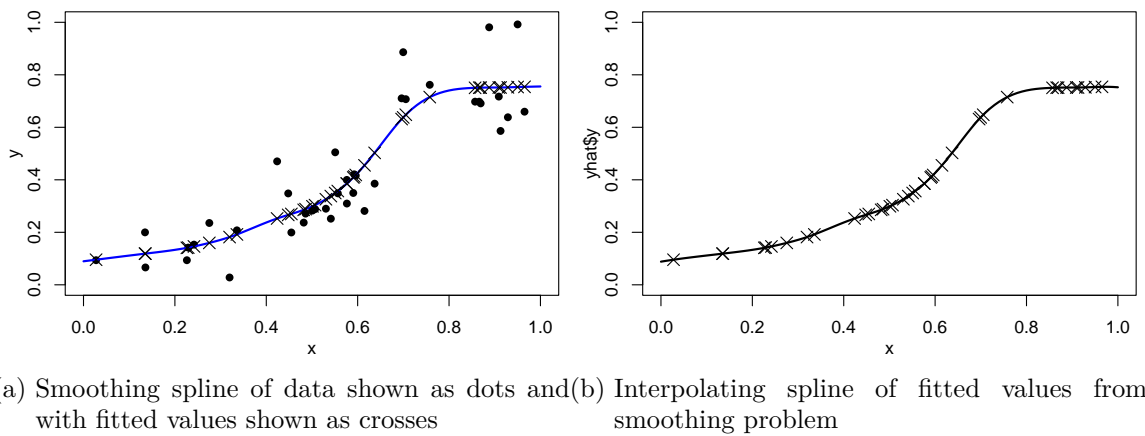 0.0 0.2 0.4 0.6 0.8 1.0
y
0.0 0.2 0.4 0.6 0.8 1.0
x
0.0 0.2 0.4 0.6 0.8 1.0
yhat$y
0.0 0.2 0.4 0.6 0.8 1.0
x
a) Smoothing spline of data shown as dots and
with fitted values shown as crosses
(b) Interpolating spline of fitted values from
smoothing problem